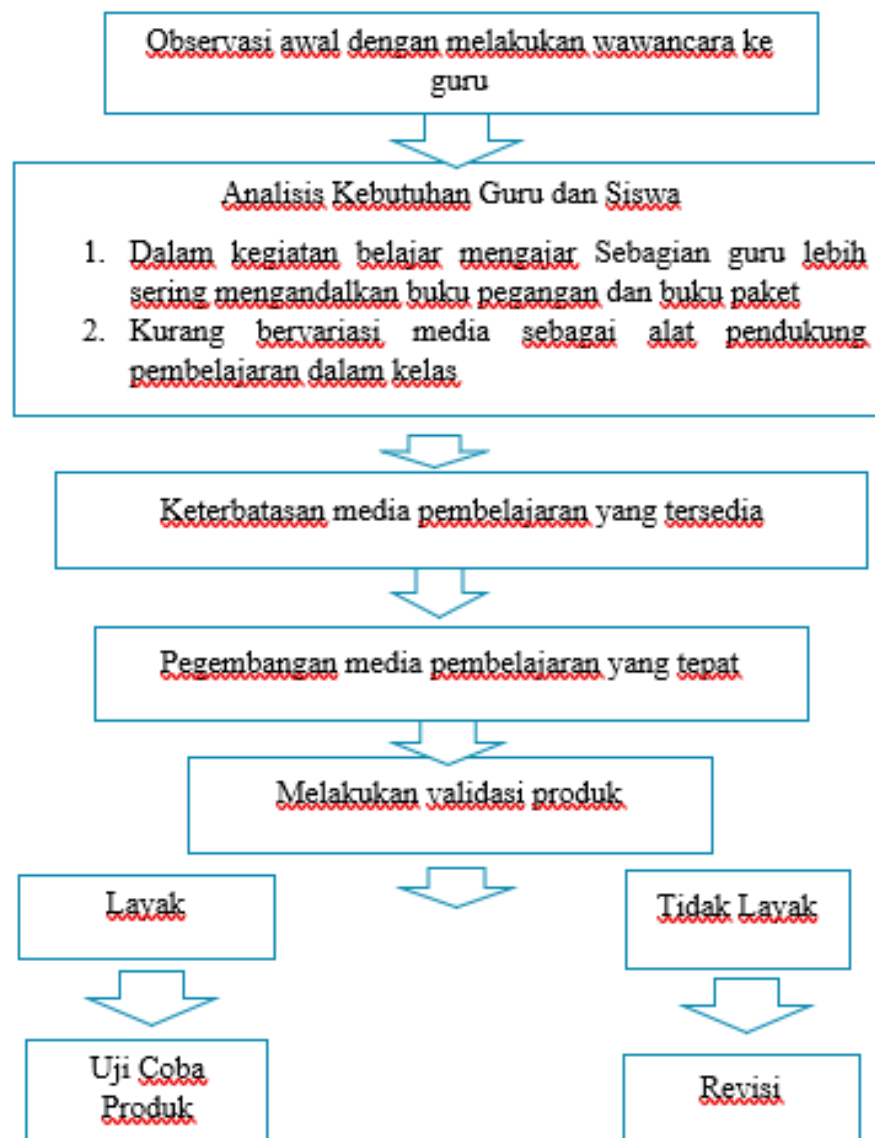 Observasi awal dengan melakukan wawancara ke
guru
Analisis Kebutuhan Guru dan Siswa
1. Dalam kegiatan belajar mengajar Sebagian guru lebih
sering mengandalkan buku pegangan dan buku paket
2. Kurang bervariasi media sebagai alat pendukung
pembelajaran dalam kelas
Keterbatasan media pembelajaran yang tersedia
Pegembangan media pembelajaran yang tepat
Melakukan validasi produk
Layak
Tidak Layak
Uji Coba
Produk
Revisi